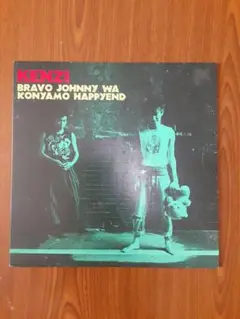 KENZI
BRAVO JOHNNY WA
KONYAMO HAPPYEND